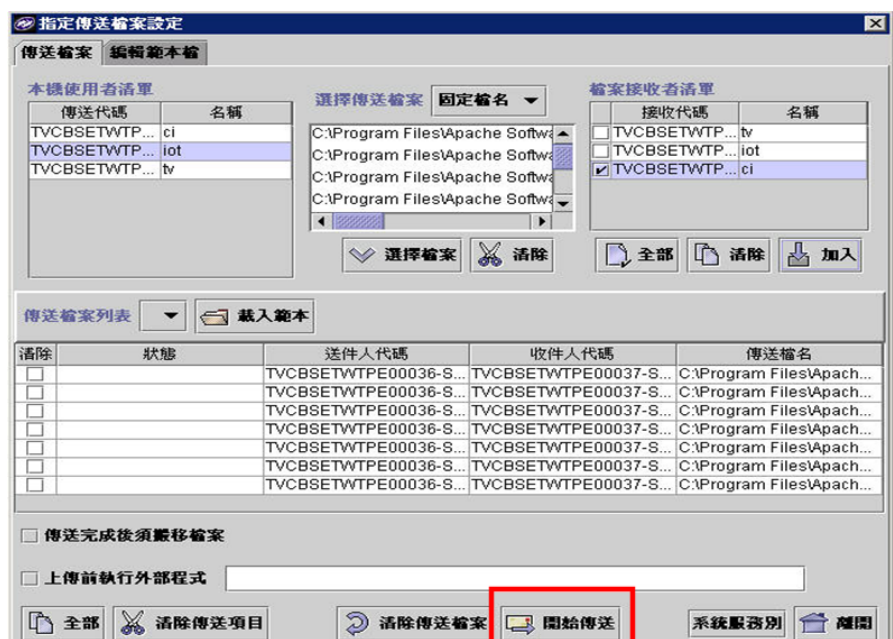 指定傳送檔案設定
傳送檔案 編輯範本檔
本機使用者清單
傳送代碼 名稱
TVCBSETWTP... ci
TVCBSETWTP... iot
TVCBSETWTP... tv
選擇傳送檔案 固定檔名
C:\Program Files\Apache Softwa
C:\Program Files\Apache Softwa
C:\Program Files\Apache Softwa
C:\Program Files\Apache Softwa
選擇檔案 清除
檔案接收者清單
接收代碼 名稱
TVCBSETWTP... tv
TVCBSETWTP... iot
TVCBSETWTP... ci
全部 清除 加入
傳送檔案列表 載入範本
清除 狀態 送件人代碼 收件人代碼 傳送檔名
TVCBSETWTPE00036-S... TVCBSETWTPE00037-S... C:\Program Files\Apach...
TVCBSETWTPE00036-S... TVCBSETWTPE00037-S... C:\Program Files\Apach...
TVCBSETWTPE00036-S... TVCBSETWTPE00037-S... C:\Program Files\Apach...
TVCBSETWTPE00036-S... TVCBSETWTPE00037-S... C:\Program Files\Apach...
TVCBSETWTPE00036-S... TVCBSETWTPE00037-S... C:\Program Files\Apach...
TVCBSETWTPE00036-S... TVCBSETWTPE00037-S... C:\Program Files\Apach...
TVCBSETWTPE00036-S... TVCBSETWTPE00037-S... C:\Program Files\Apach...
傳送完成後須搬移檔案
上傳前執行外部程式
全部 清除傳送項目 清除傳送檔案 開始傳送 系統服務別 離開